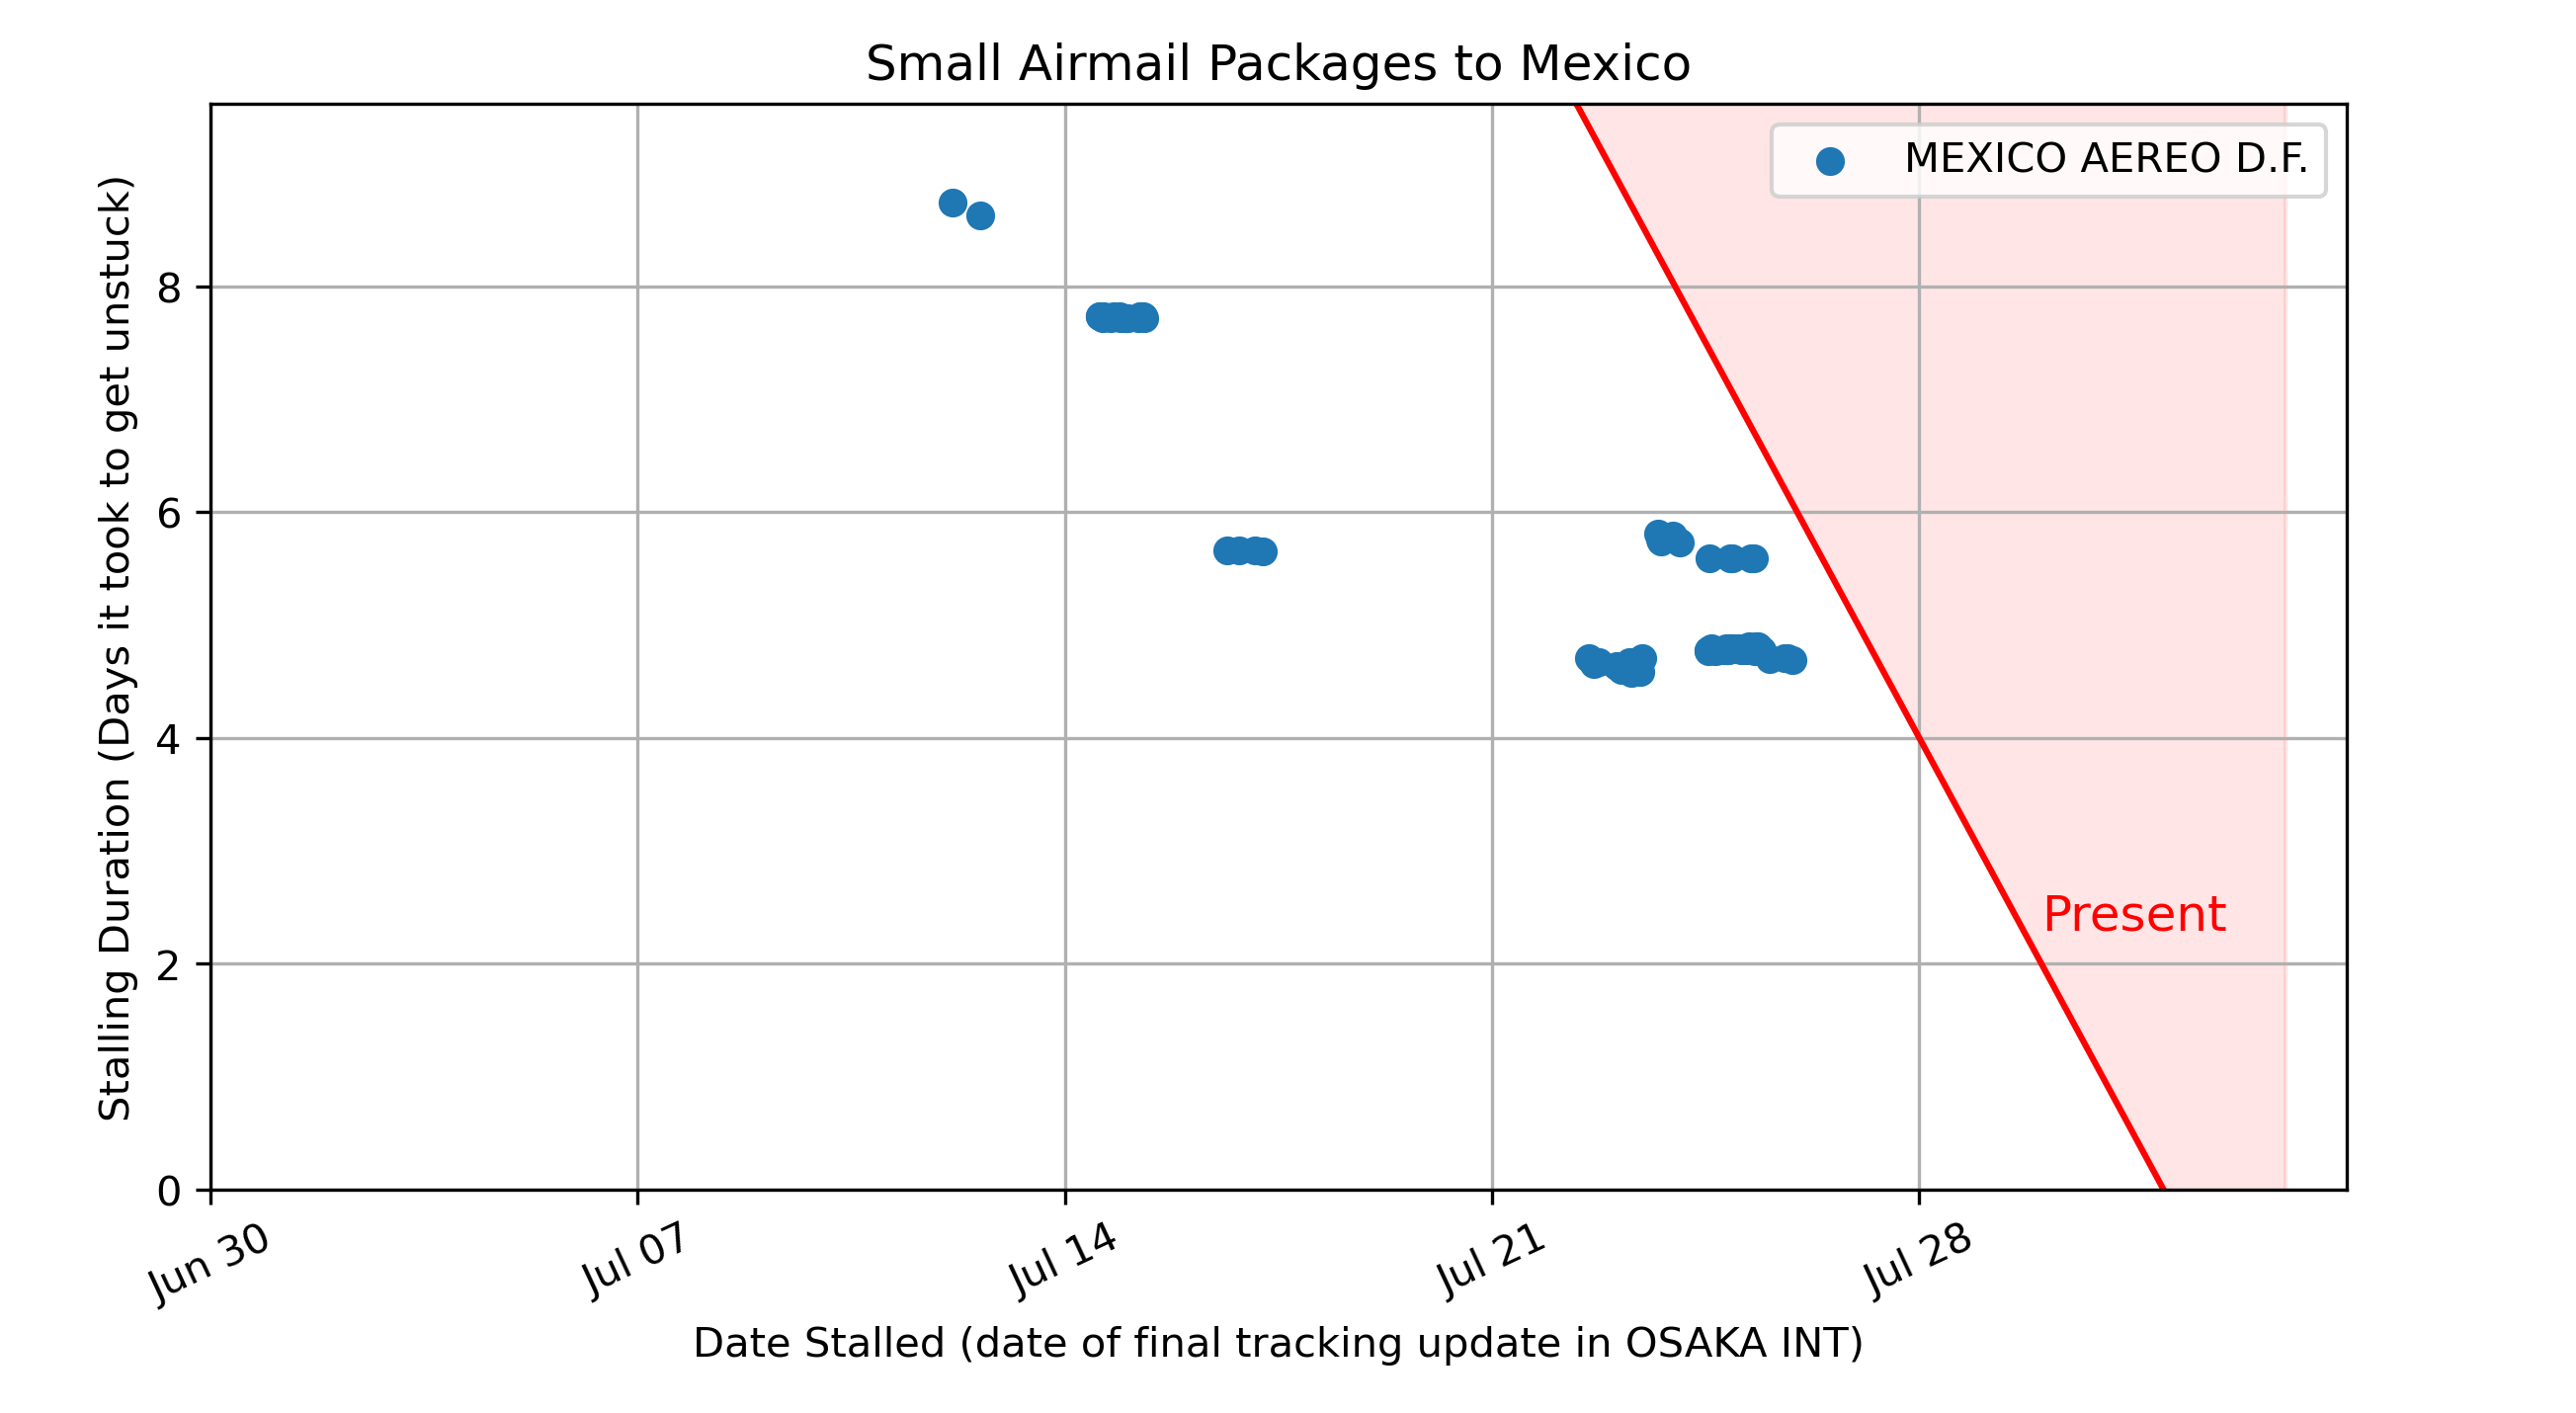 Small Airmail Packages to Mexico
MEXICO AEREO D.F.
Stalling Duration (Days it took to get unstuck)
8
6
4
2
0
Present
Jun 30
Jul 07
Jul 14
Jul 21
Jul 28
Date Stalled (date of final tracking update in OSAKA INT)